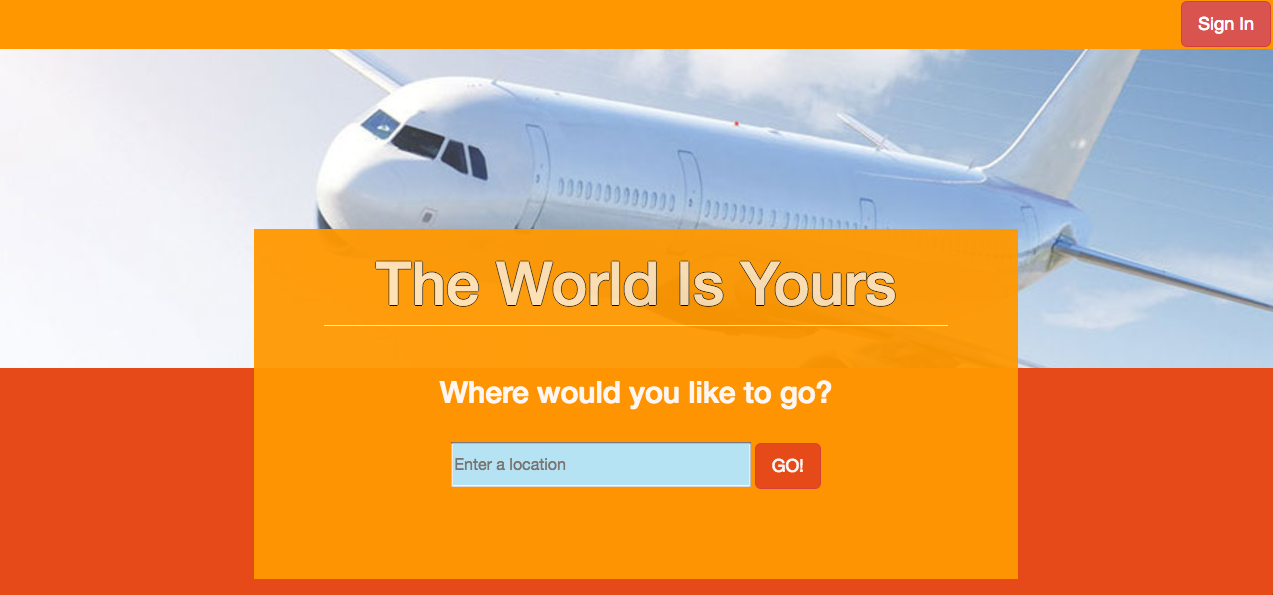 Sign In
The World Is Yours
Where would you like to go?
Enter a location
GO!